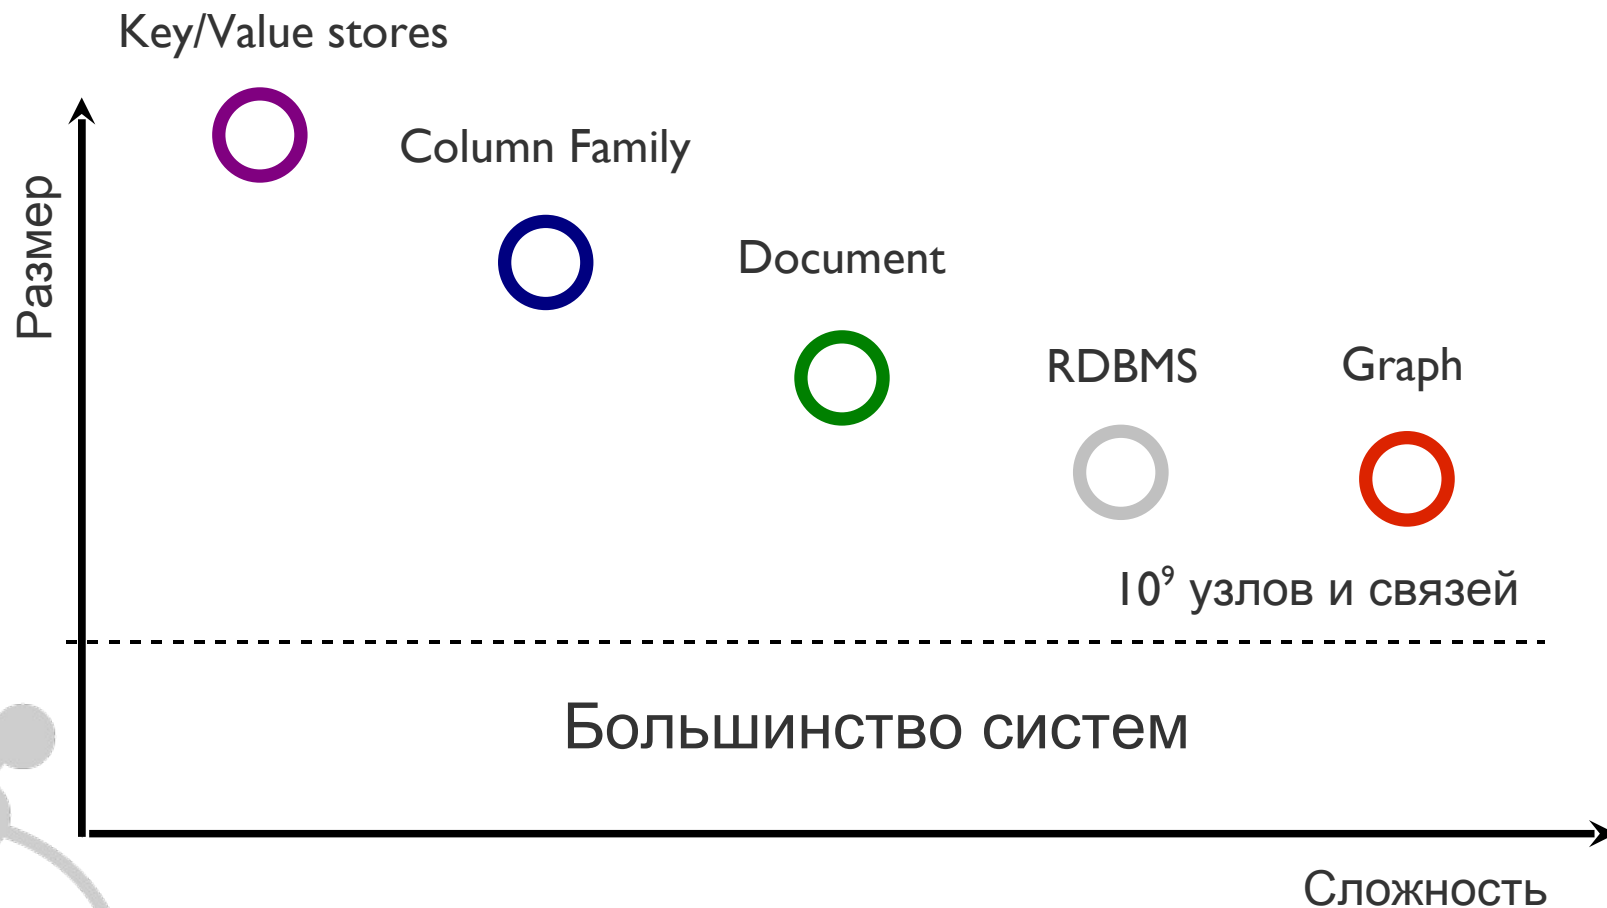 Key/Value stores
Column Family
Размер
Document
RDBMS
Graph
10⁹ узлов и связей
Большинство систем
Сложность